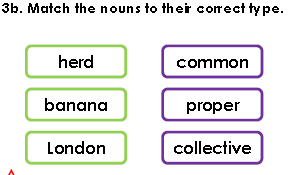 3b. Match the nouns to their correct type.
herd common
banana proper
London collective